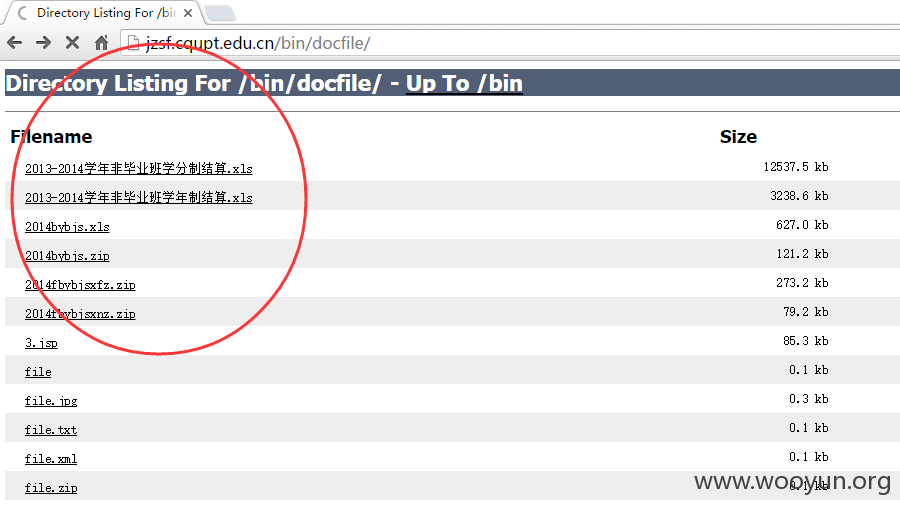 Directory Listing For /bin
jzsf.cqupt.edu.cn/bin/docfile/
Directory Listing For /bin/docfile/ - Up To /bin
Filename Size
2013-2014学年非毕业班学分制结算.xls 12537.5 kb
2013-2014学年非毕业班学年制结算.xls 3238.6 kb
2014bybjs.xls 627.0 kb
2014bybjs.zip 121.2 kb
2014fbybjsxfz.zip 273.2 kb
2014fbybjsxnz.zip 79.2 kb
3.jsp 85.3 kb
file 0.1 kb
file.jpg 0.3 kb
file.txt 0.1 kb
file.xml 0.1 kb
file.zip 0.1 kb
www.wooyun.org